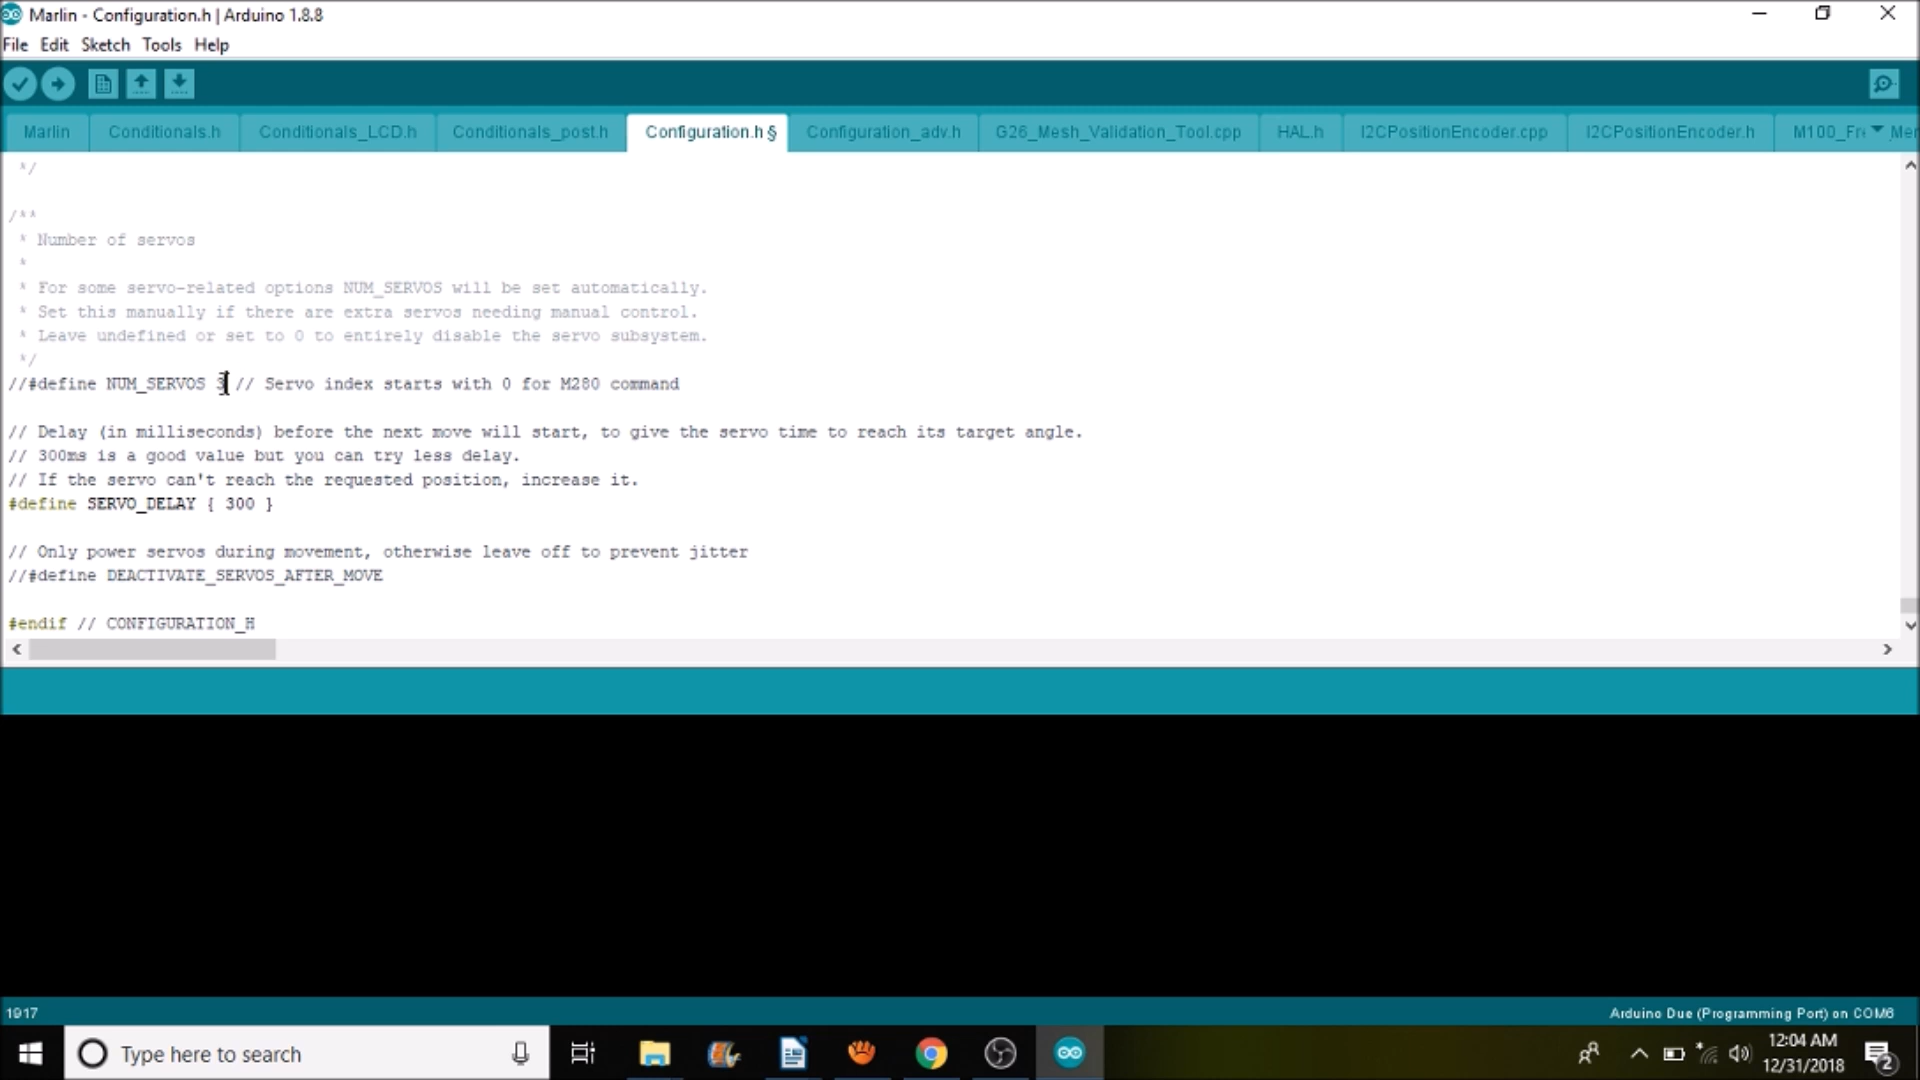 Marlin - Configuration.h | Arduino 1.8.8
File Edit Sketch Tools Help
Marlin Conditionals.h Conditionals_LCD.h Conditionals_post.h Configuration.h § Configuration_adv.h G26_Mesh_Validation_Tool.cpp HAL.h I2CPositionEncoder.cpp I2CPositionEncoder.h M100_Fre Mer
*/
/**
* Number of servos
*
* For some servo-related options NUM_SERVOS will be set automatically.
* Set this manually if there are extra servos needing manual control.
* Leave undefined or set to 0 to entirely disable the servo subsystem.
*/
//#define NUM_SERVOS 3 // Servo index starts with 0 for M280 command
// Delay (in milliseconds) before the next move will start, to give the servo time to reach its target angle.
// 300ms is a good value but you can try less delay.
// If the servo can't reach the requested position, increase it.
#define SERVO_DELAY { 300 }
// Only power servos during movement, otherwise leave off to prevent jitter
//#define DEACTIVATE_SERVOS_AFTER_MOVE
#endif // CONFIGURATION_H
1917 Arduino Due (Programming Port) on COM6
Type here to search
12:04 AM
12/31/2018
2